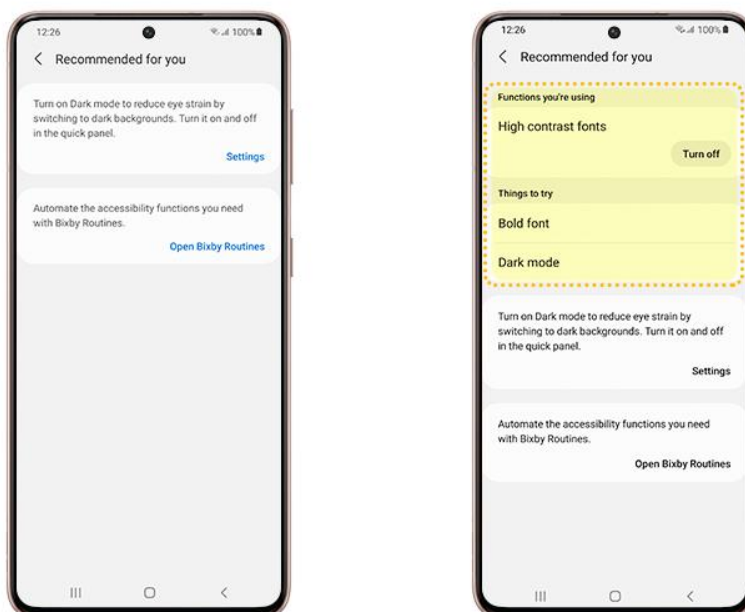 12:26
100%
Recommended for you
Turn on Dark mode to reduce eye strain by
switching to dark backgrounds. Turn it on and off
in the quick panel.
Settings
Automate the accessibility functions you need
with Bixby Routines.
Open Bixby Routines
12:26
100%
Recommended for you
Functions you're using
High contrast fonts
Turn off
Things to try
Bold font
Dark mode
Turn on Dark mode to reduce eye strain by
switching to dark backgrounds. Turn it on and off
in the quick panel.
Settings
Automate the accessibility functions you need
with Bixby Routines.
Open Bixby Routines